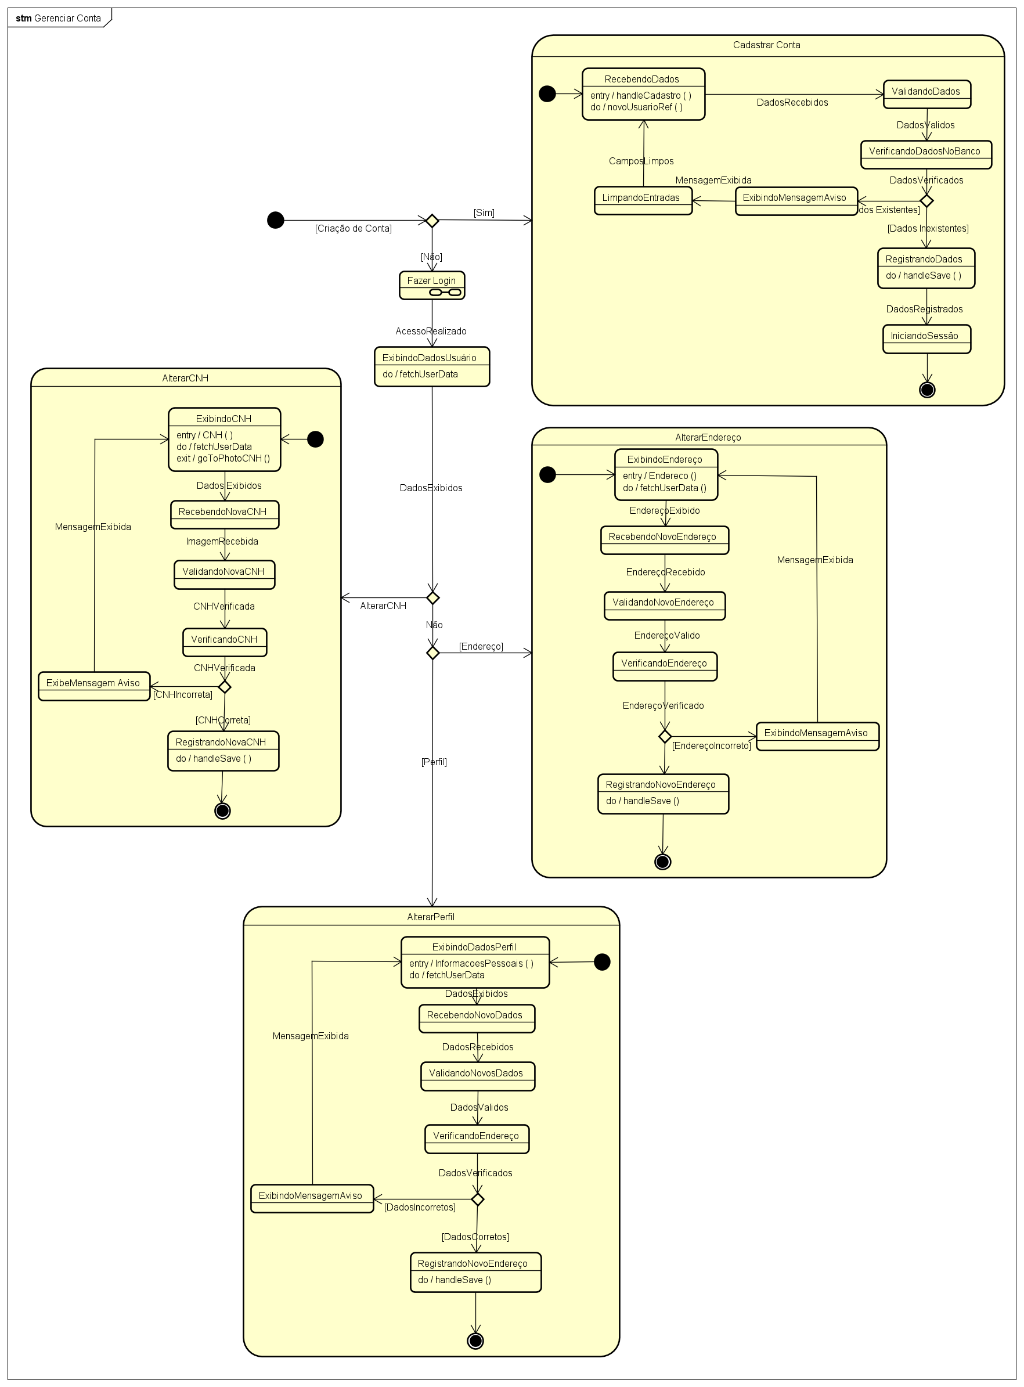 stm Gerenciar Conta
Cadastrar Conta
RecebendoDados
entry / handleCadastro ( )
do / novoUsuarioRef ( )
DadosRecebidos
ValidandoDados
DadosValidos
VerificandoDadosNoBanco
DadosVerificados
CamposLimpos
MensagemExibida
LimpandoEntradas
ExibindoMensagemAviso
dos Existentes]
[Dados Inexistentes]
RegistrandoDados
do / handleSave ( )
DadosRegistrados
IniciandoSessão
[Criação de Conta]
[Sim]
[Não]
Fazer Login
AcessoRealizado
ExibindoDadosUsuário
do / fetchUserData
DadosExibidos
AlterarCNH
Não
[Endereço]
[Perfil]
AlterarCNH
ExibindoCNH
entry / CNH ( )
do / fetchUserData
exit / goToPhotoCNH ()
Dados Exibidos
RecebendoNovaCNH
MensagemExibida
ImagemRecebida
ValidandoNovaCNH
CNHVerificada
VerificandoCNH
CNHVerificada
ExibeMensagem Aviso
[CNHIncorreta]
[CNHCorreta]
RegistrandoNovaCNH
do / handleSave ( )
AlterarEndereço
ExibindoEndereço
entry / Endereco ()
do / fetchUserData ()
EndereçoExibido
RecebendoNovoEndereço
MensagemExibida
EndereçoRecebido
ValidandoNovoEndereço
EndereçoValido
VerificandoEndereço
EndereçoVerificado
ExibindoMensagemAviso
[EndereçoIncorreto]
RegistrandoNovoEndereço
do / handleSave ()
AlterarPerfil
ExibindoDadosPerfil
entry / InformacoesPessoais ( )
do / fetchUserData
DadosExibidos
RecebendoNovoDados
MensagemExibida
DadosRecebidos
ValidandoNovosDados
DadosValidos
VerificandoEndereço
DadosVerificados
ExibindoMensagemAviso
[DadosIncorretos]
[DadosCorretos]
RegistrandoNovoEndereço
do / handleSave ()